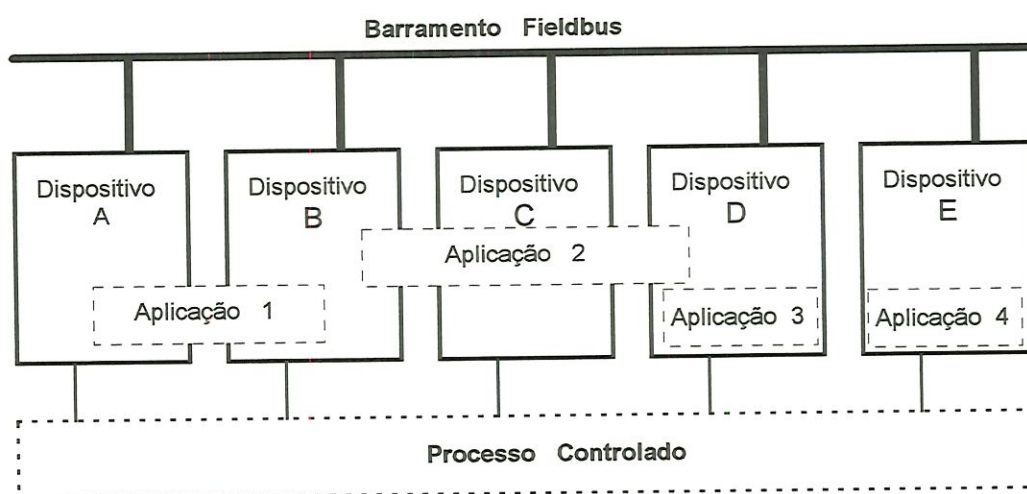 Barramento Fieldbus
Dispositivo
A
Dispositivo
B
Dispositivo
C
Dispositivo
D
Dispositivo
E
Aplicação 2
Aplicação 1
Aplicação 3
Aplicação 4
Processo Controlado